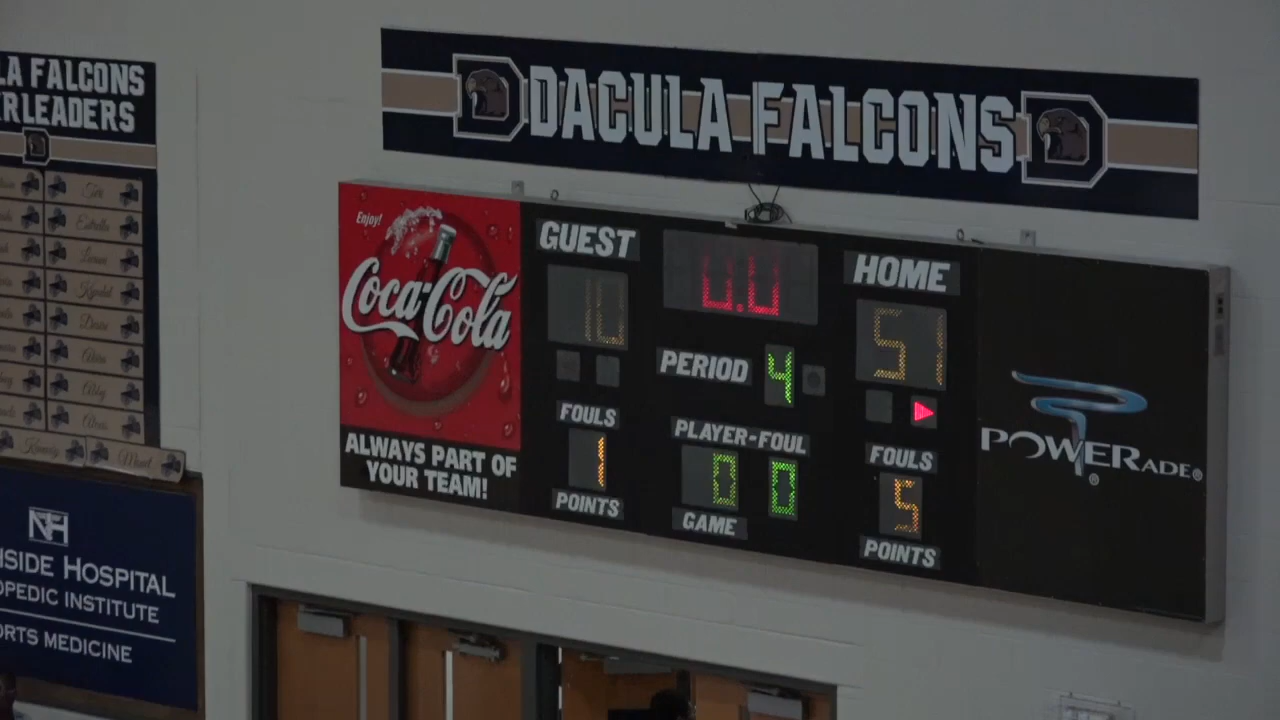 LA FALCONS
RLEADERS
DACULA FALCONS
Enjoy!
Coca-Cola
ALWAYS PART OF
YOUR TEAM!
GUEST
10
0.0
HOME
51
PERIOD 4
FOULS
1
POINTS
PLAYER-FOUL
0 0
GAME
FOULS
5
POINTS
POWERADE®
®
NH
SIDE HOSPITAL
OPEDIC INSTITUTE
ORTS MEDICINE